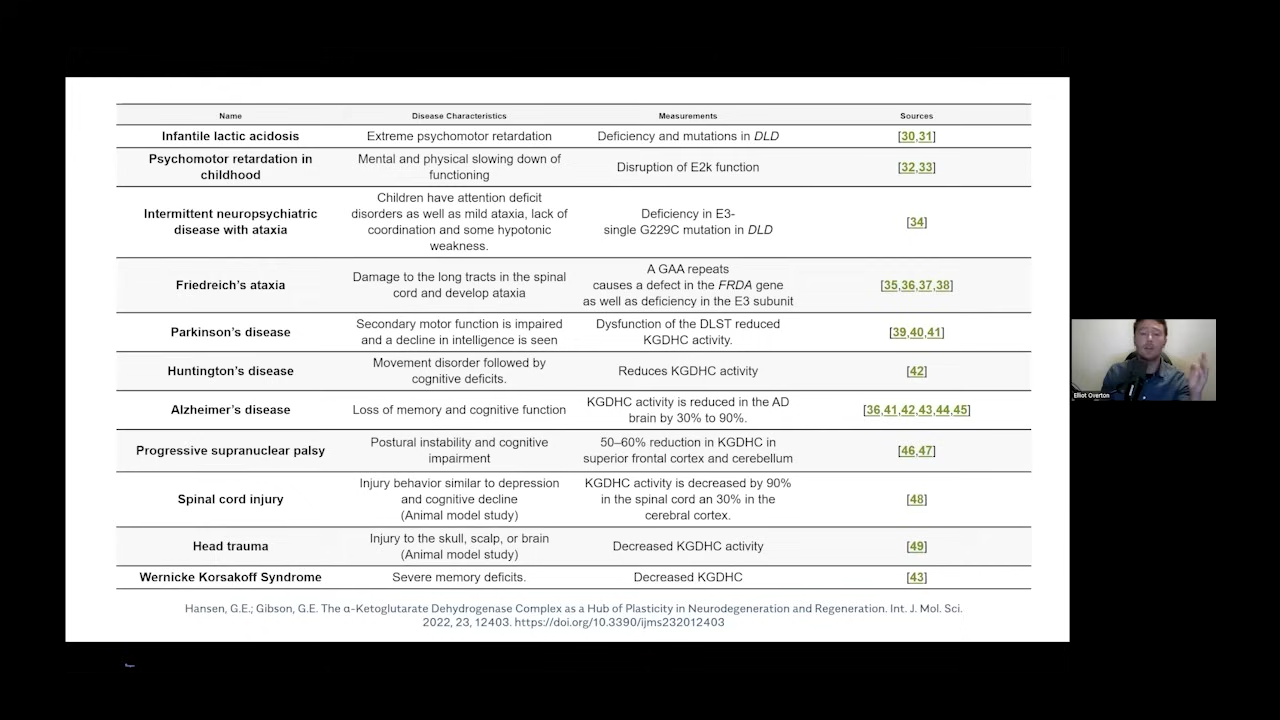 Name Disease Characteristics Measurements Sources
Infantile lactic acidosis Extreme psychomotor retardation Deficiency and mutations in DLD [30,31]
Psychomotor retardation in
childhood
Mental and physical slowing down of
functioning
Disruption of E2k function
[32,33]
Intermittent neuropsychiatric
disease with ataxia
Children have attention deficit
disorders as well as mild ataxia, lack of
coordination and some hypotonic
weakness.
Deficiency in E3-
single G229C mutation in DLD
[34]
Friedreich's ataxia
Damage to the long tracts in the spinal
cord and develop ataxia
A GAA repeats
causes a defect in the FRDA gene
as well as deficiency in the E3 subunit
[35,36,37,38]
Parkinson's disease
Secondary motor function is impaired
and a decline in intelligence is seen
Dysfunction of the DLST reduced
KGDHC activity.
[39,40,41]
Huntington's disease
Movement disorder followed by
cognitive deficits.
Reduces KGDHC activity
[42]
Alzheimer's disease
Loss of memory and cognitive function
KGDHC activity is reduced in the AD
brain by 30% to 90%.
[36,41,42,43,44,45]
Progressive supranuclear palsy
Postural instability and cognitive
impairment
50–60% reduction in KGDHC in
superior frontal cortex and cerebellum
[46,47]
Spinal cord injury
Injury behavior similar to depression
and cognitive decline
(Animal model study)
KGDHC activity is decreased by 90%
in the spinal cord an 30% in the
cerebral cortex.
[48]
Head trauma
Injury to the skull, scalp, or brain
(Animal model study)
Decreased KGDHC activity
[49]
Wernicke Korsakoff Syndrome Severe memory deficits. Decreased KGDHC [43]
Hansen, G.E.; Gibson, G.E. The α-Ketoglutarate Dehydrogenase Complex as a Hub of Plasticity in Neurodegeneration and Regeneration. Int. J. Mol. Sci.
2022, 23, 12403. https://doi.org/10.3390/ijms232012403
Elliot Overton